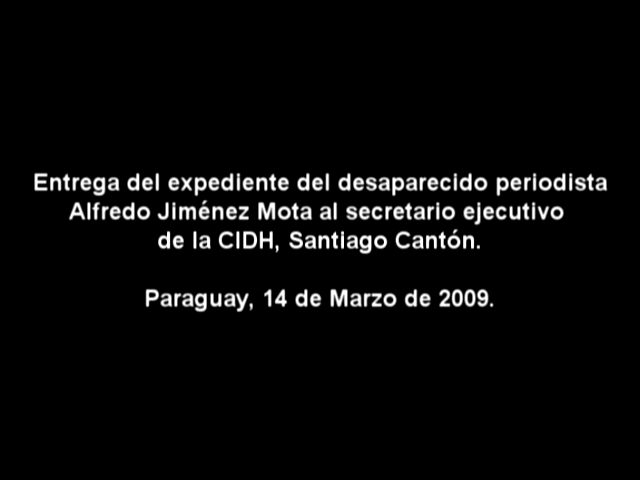 Entrega del expediente del desaparecido periodista
Alfredo Jiménez Mota al secretario ejecutivo
de la CIDH, Santiago Cantón.
Paraguay, 14 de Marzo de 2009.